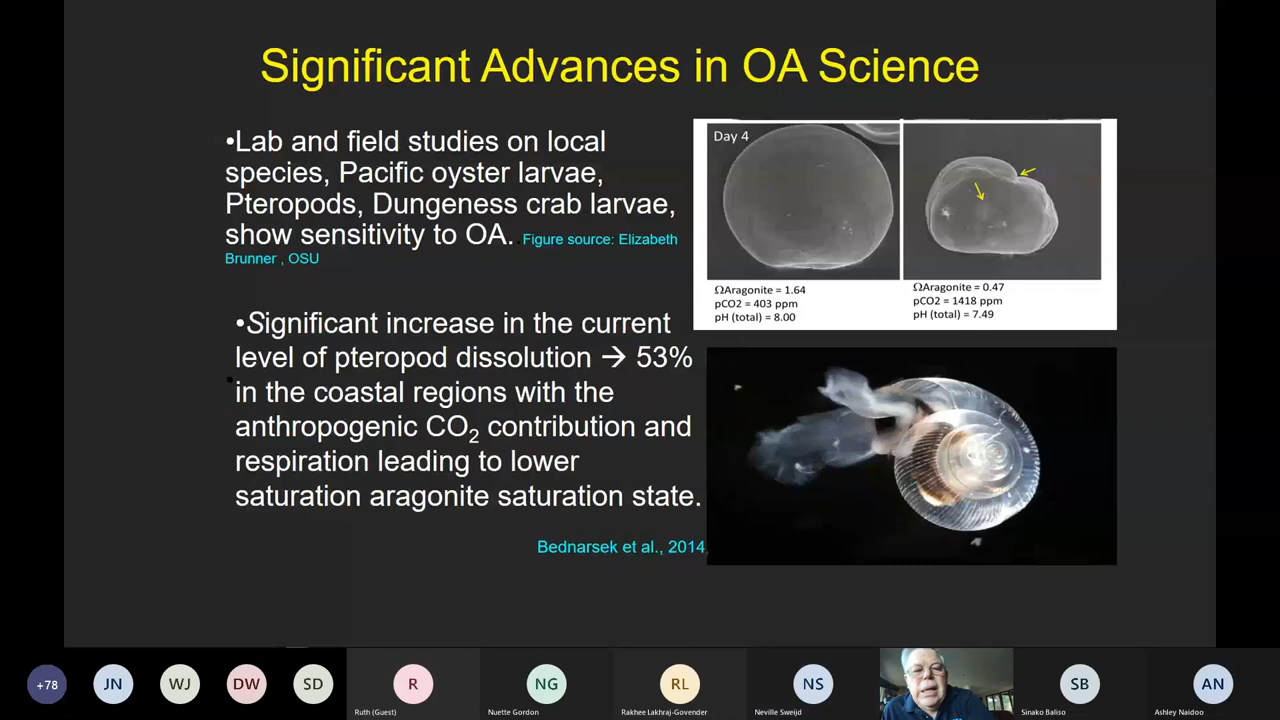 Significant Advances in OA Science
•Lab and field studies on local
species, Pacific oyster larvae,
Pteropods, Dungeness crab larvae,
show sensitivity to OA. Figure source: Elizabeth
Brunner , OSU
•Significant increase in the current
level of pteropod dissolution → 53%
in the coastal regions with the
anthropogenic CO₂ contribution and
respiration leading to lower
saturation aragonite saturation state.
Bednarsek et al., 2014
Day 4
ΩAragonite = 1.64
pCO2 = 403 ppm
pH (total) = 8.00
ΩAragonite = 0.47
pCO2 = 1418 ppm
pH (total) = 7.49
+78
JN
WJ
DW
SD
R
Ruth (Guest)
NG
Nuette Gordon
RL
Rakhee Lakhraj-Govender
NS
Neville Sweijd
SB
Sinako Baliso
AN
Ashley Naidoo